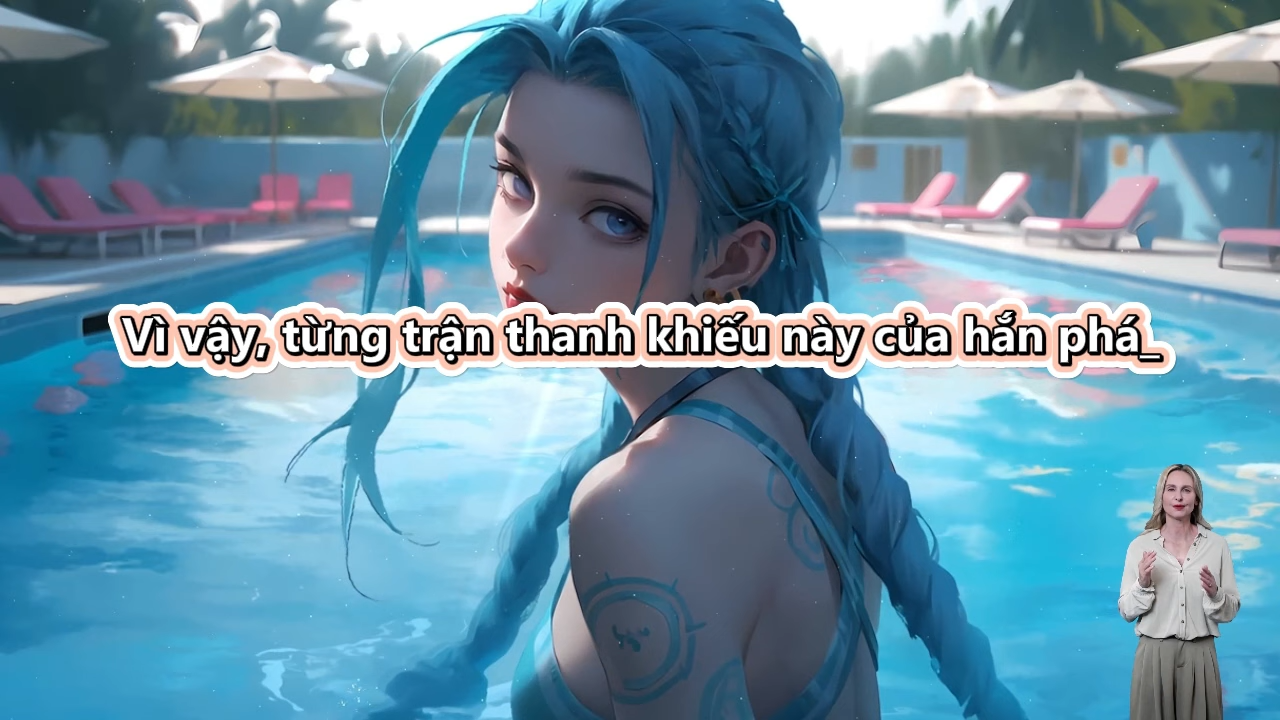 Vì vậy, từng trận thanh khiếu này của hắn phá_